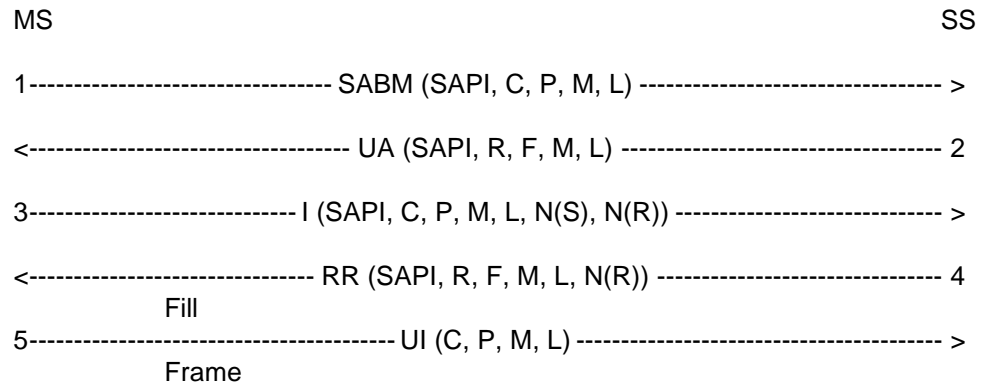 MS SS
1--------------------------------- SABM (SAPI, C, P, M, L) --------------------------------- >
<----------------------------------- UA (SAPI, R, F, M, L) ----------------------------------- 2
3----------------------------- I (SAPI, C, P, M, L, N(S), N(R)) ----------------------------- >
<------------------------------- RR (SAPI, R, F, M, L, N(R)) ------------------------------- 4
Fill
5---------------------------------------- UI (C, P, M, L) ---------------------------------------- >
Frame